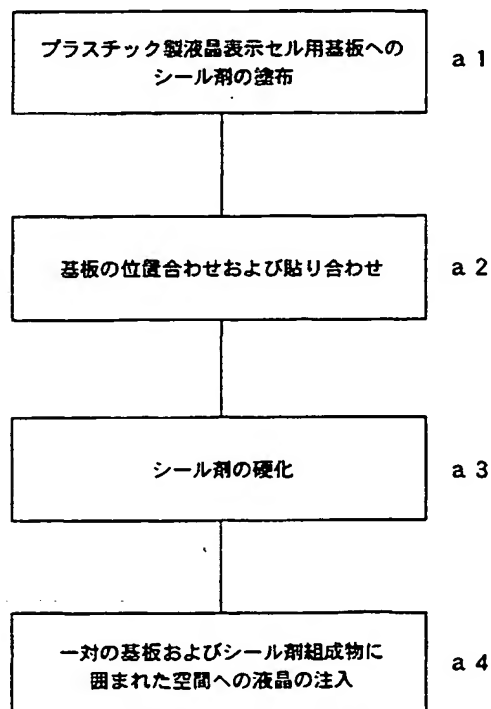 プラスチック製液晶表示セル用基板への
シール剤の塗布
a 1
基板の位置合わせおよび貼り合わせ
a 2
シール剤の硬化
a 3
一対の基板およびシール剤組成物に
囲まれた空間への液晶の注入
a 4